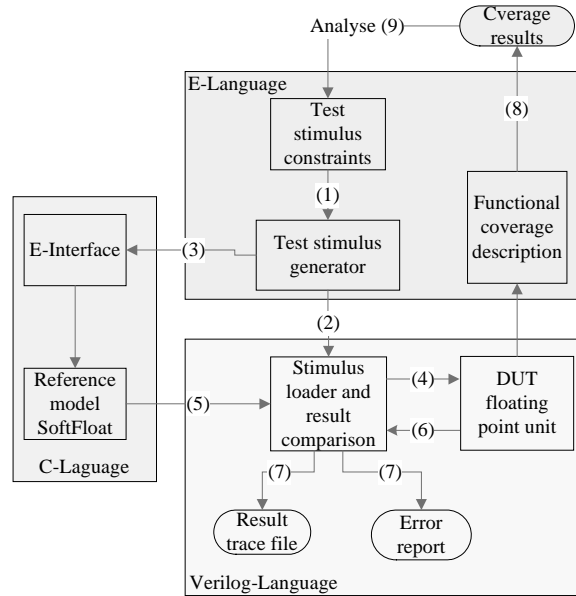 Cverage
results
Analyse (9)
E-Language
Test
stimulus
constraints
(8)
(1)
Functional
coverage
description
E-Interface
(3)
Test stimulus
generator
(2)
Reference
model
SoftFloat
(5)
Stimulus
loader and
result
comparison
(4)
(6)
DUT
floating
point unit
C-Laguage
(7)
(7)
Result
trace file
Error
report
Verilog-Language